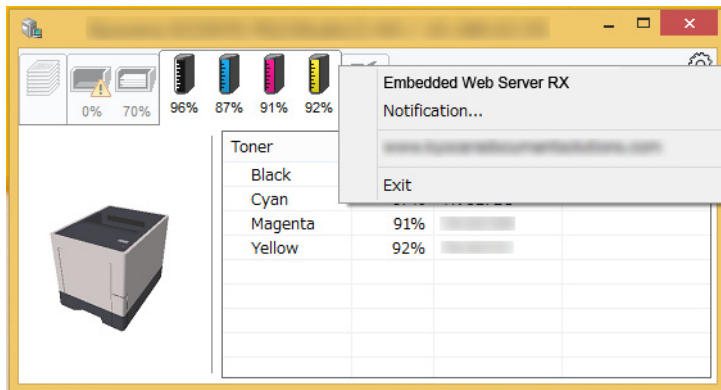 0% 70% 96% 87% 91% 92%
Embedded Web Server RX
Notification...
Exit
Toner
Black
Cyan
Magenta 91%
Yellow 92%